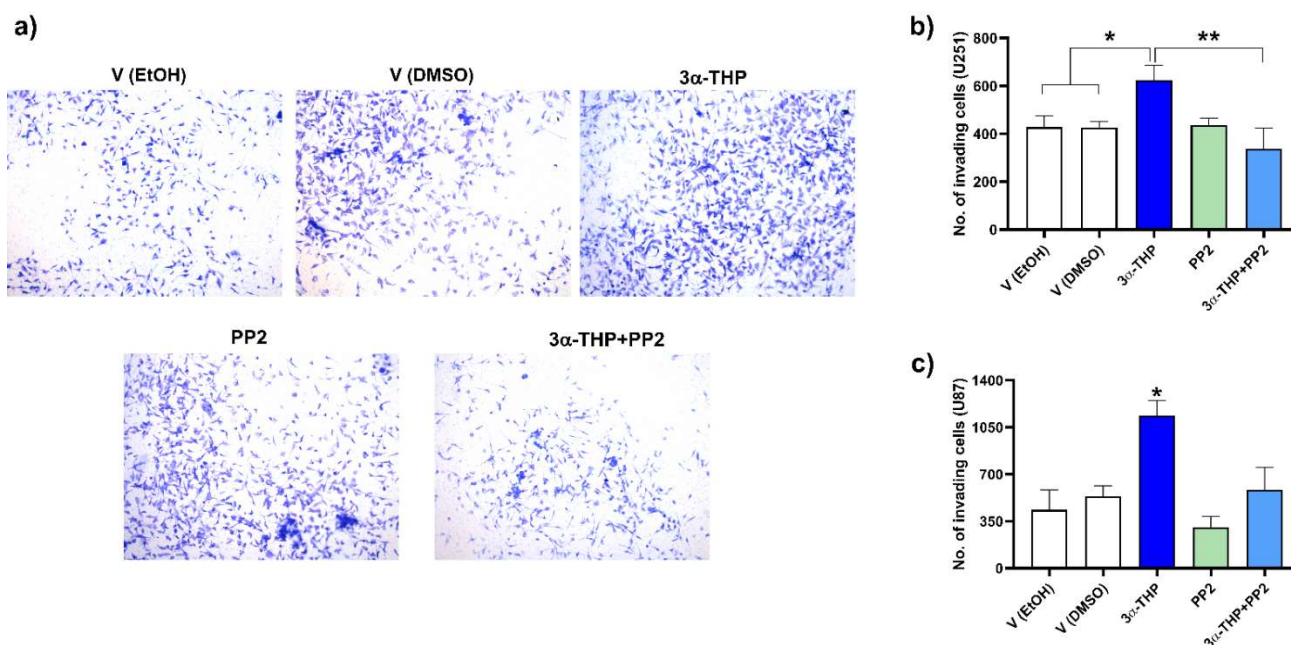 a)
V (EtOH)
V (DMSO)
3α-THP
PP2
3α-THP+PP2
b)
No. of invading cells (U251)
800
600
400
200
0
*
**
V (EtOH)
V (DMSO)
3α-THP
PP2
3α-THP+PP2
c)
No. of invading cells (U87)
1400
1050
700
350
0
*
V (EtOH)
V (DMSO)
3α-THP
PP2
3α-THP+PP2